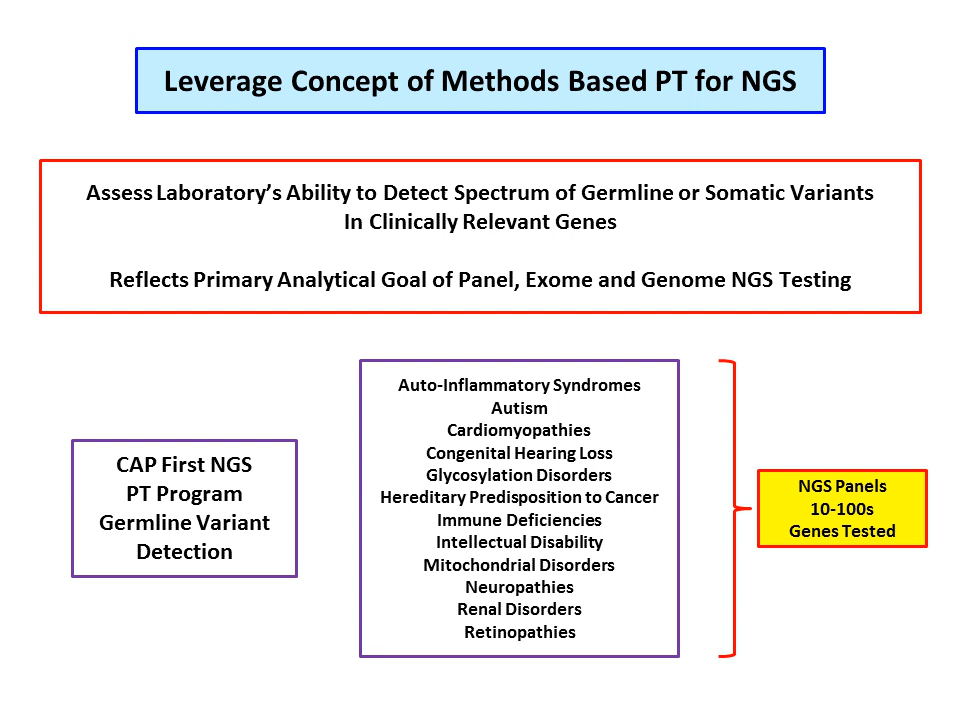 Leverage Concept of Methods Based PT for NGS
Assess Laboratory’s Ability to Detect Spectrum of Germline or Somatic Variants
In Clinically Relevant Genes
Reflects Primary Analytical Goal of Panel, Exome and Genome NGS Testing
CAP First NGS
PT Program
Germline Variant
Detection
Auto-Inflammatory Syndromes
Autism
Cardiomyopathies
Congenital Hearing Loss
Glycosylation Disorders
Hereditary Predisposition to Cancer
Immune Deficiencies
Intellectual Disability
Mitochondrial Disorders
Neuropathies
Renal Disorders
Retinopathies
NGS Panels
10-100s
Genes Tested